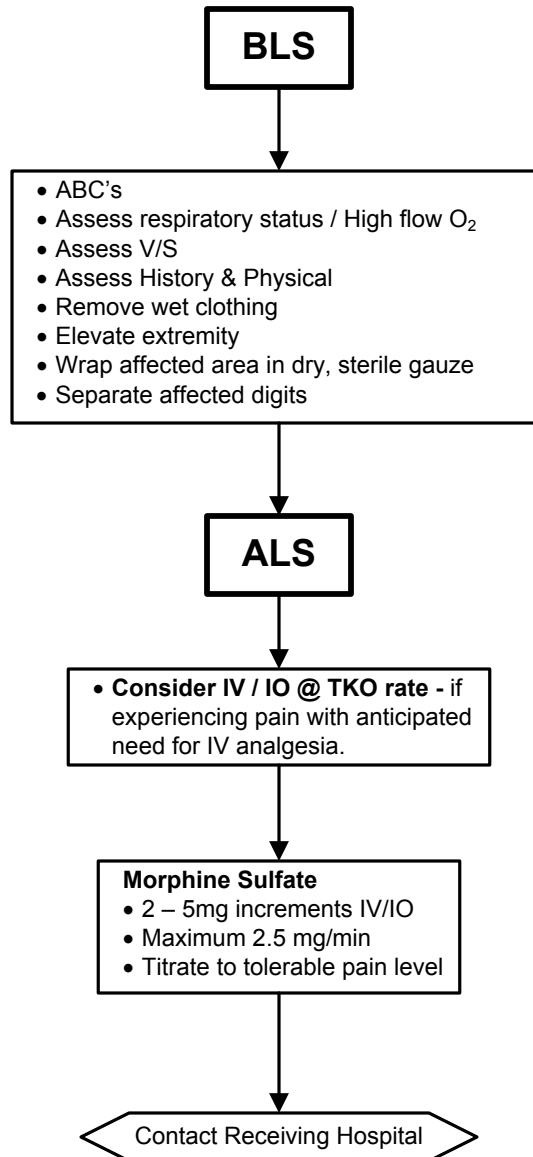 BLS
• ABC's
• Assess respiratory status / High flow O₂
• Assess V/S
• Assess History & Physical
• Remove wet clothing
• Elevate extremity
• Wrap affected area in dry, sterile gauze
• Separate affected digits
ALS
• Consider IV / IO @ TKO rate - if
experiencing pain with anticipated
need for IV analgesia.
Morphine Sulfate
• 2 – 5mg increments IV/IO
• Maximum 2.5 mg/min
• Titrate to tolerable pain level
Contact Receiving Hospital